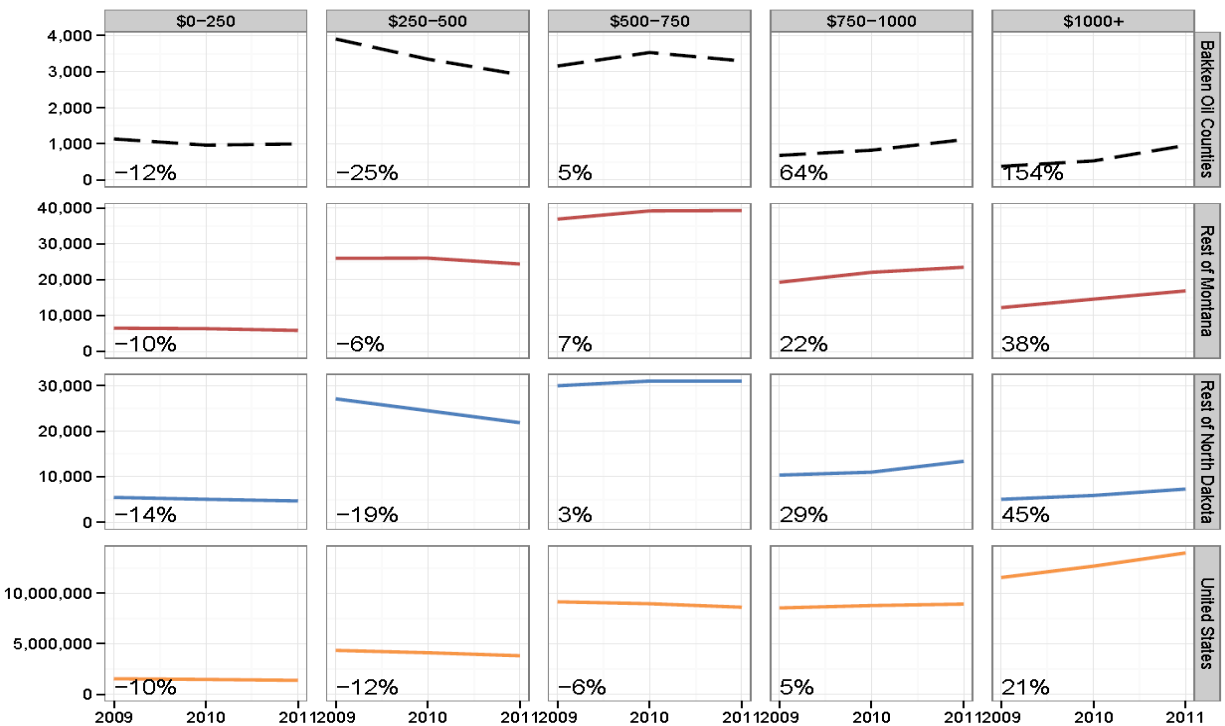 $0−250 $250−500 $500−750 $750−1000 $1000+
4,000
3,000
2,000
1,000
0
−12% −25% 5% 64% 154%
Bakken Oil Counties
40,000
30,000
20,000
10,000
0
−10% −6% 7% 22% 38%
Rest of Montana
30,000
20,000
10,000
0
−14% −19% 3% 29% 45%
Rest of North Dakota
10,000,000
5,000,000
0
−10% −12% −6% 5% 21%
United States
2009 2010 2011 2009 2010 2011 2009 2010 2011 2009 2010 2011 2009 2010 2011